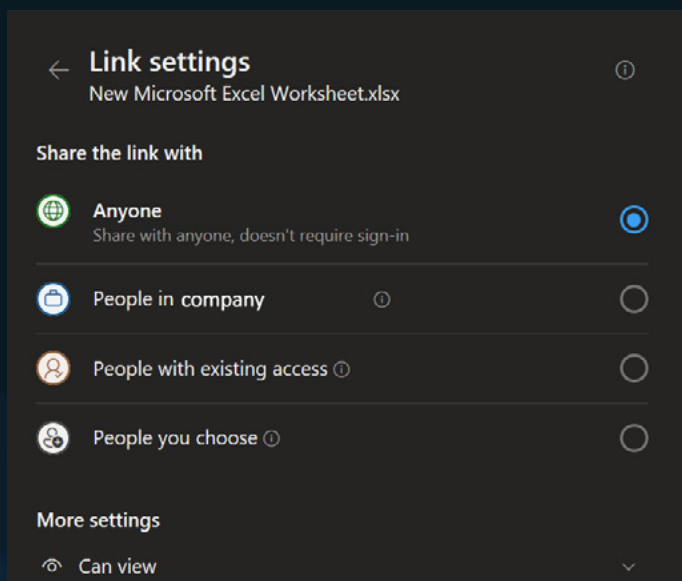 Link settings
New Microsoft Excel Worksheet.xlsx
Share the link with
Anyone
Share with anyone, doesn't require sign-in
People in company
People with existing access
People you choose
More settings
Can view